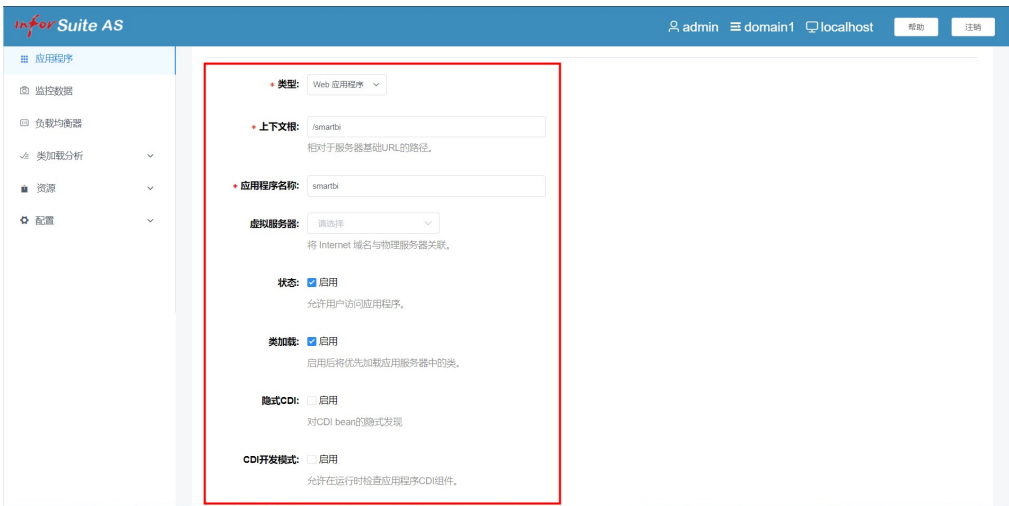 Infor Suite AS
admin domain1 localhost 帮助 注销
应用程序
监控数据
负载均衡器
类加载分析
资源
配置
* 类型: Web 应用程序
* 上下文根: /smartbi
相对于服务器基础URL的路径。
* 应用程序名称: smartbi
虚拟服务器: 请选择
将 Internet 域名与物理服务器关联。
状态: 启用
允许用户访问应用程序。
类加载: 启用
启用后将优先加载应用服务器中的类。
隐式CDI: 启用
对CDI bean的隐式发现
CDI开发模式: 启用
允许在运行时检查应用程序CDI组件。